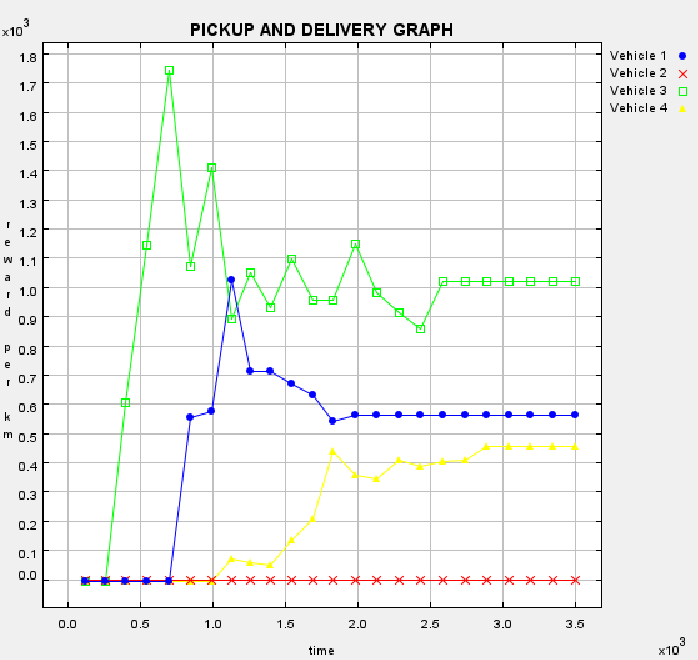 PICKUP AND DELIVERY GRAPH
x10³
Vehicle 1
Vehicle 2
Vehicle 3
Vehicle 4
1.8
1.7
1.6
1.5
1.4
1.3
1.2
1.1
1.0
0.9
0.8
0.7
0.6
0.5
0.4
0.3
0.2
0.1
0.0
reward per km
0.0 0.5 1.0 1.5 2.0 2.5 3.0 3.5
time
x10³